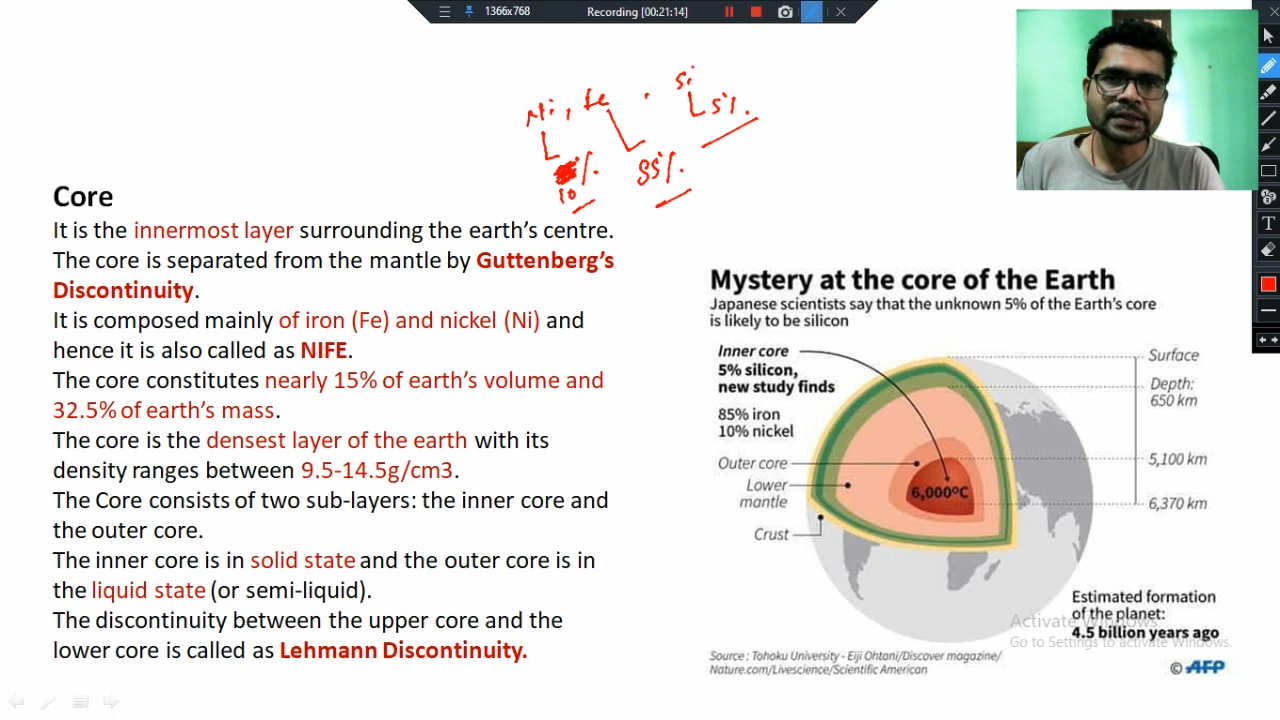 1366x768
Recording [00:21:14]
Ni, Fe . Si
5%.
10 %.
85%.
Core
It is the innermost layer surrounding the earth’s centre.
The core is separated from the mantle by Guttenberg’s
Discontinuity.
It is composed mainly of iron (Fe) and nickel (Ni) and
hence it is also called as NIFE.
The core constitutes nearly 15% of earth’s volume and
32.5% of earth’s mass.
The core is the densest layer of the earth with its
density ranges between 9.5-14.5g/cm3.
The Core consists of two sub-layers: the inner core and
the outer core.
The inner core is in solid state and the outer core is in
the liquid state (or semi-liquid).
The discontinuity between the upper core and the
lower core is called as Lehmann Discontinuity.
Mystery at the core of the Earth
Japanese scientists say that the unknown 5% of the Earth’s core
is likely to be silicon
Inner core
5% silicon,
new study finds
85% iron
10% nickel
Outer core
Lower
mantle
Crust
6,000ºC
Surface
Depth:
650 km
5,100 km
6,370 km
Estimated formation
of the planet:
4.5 billion years ago
Activate Windows
Go to Settings to activate Windows.
Source : Tohoku University - Eiji Ohtani/Discover magazine/
Nature.com/Livescience/Scientific American
© AFP
T